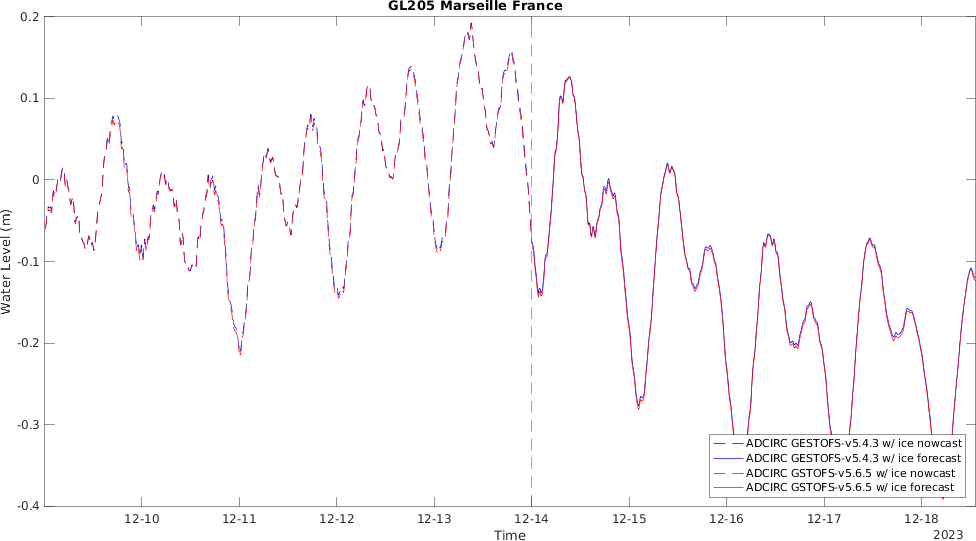 GL205 Marseille France
0.2
0.1
0
-0.1
-0.2
-0.3
-0.4
Water Level (m)
ADCIRC GESTOFS-v5.4.3 w/ ice nowcast
ADCIRC GESTOFS-v5.4.3 w/ ice forecast
ADCIRC GSTOFS-v5.6.5 w/ ice nowcast
ADCIRC GSTOFS-v5.6.5 w/ ice forecast
12-10 12-11 12-12 12-13 12-14 12-15 12-16 12-17 12-18
Time
2023